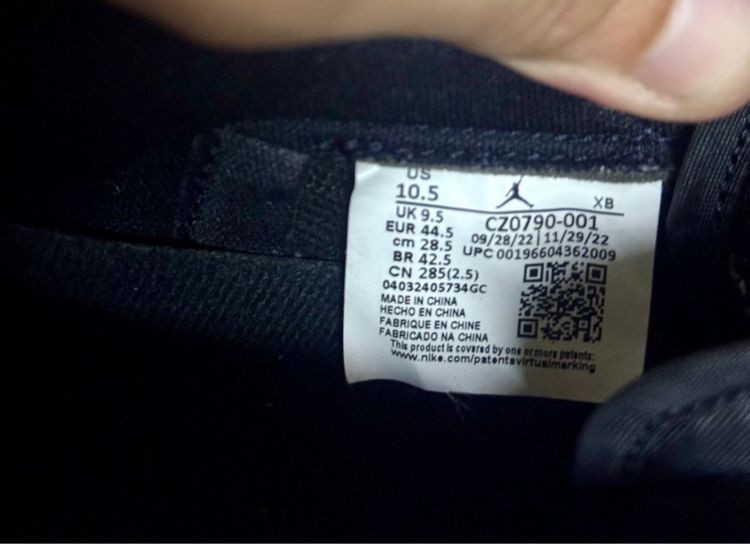 US
10.5
XB
UK 9.5
EUR 44.5
cm 28.5
BR 42.5
CN 285(2.5)
04032405734GC
CZ0790-001
09/28/22 | 11/29/22
UPC 00196604362009
MADE IN CHINA
HECHO EN CHINA
FABRIQUE EN CHINE
FABRICADO NA CHINA
This product is covered by one or more patents:
www.nike.com/patentsvirtualmarking